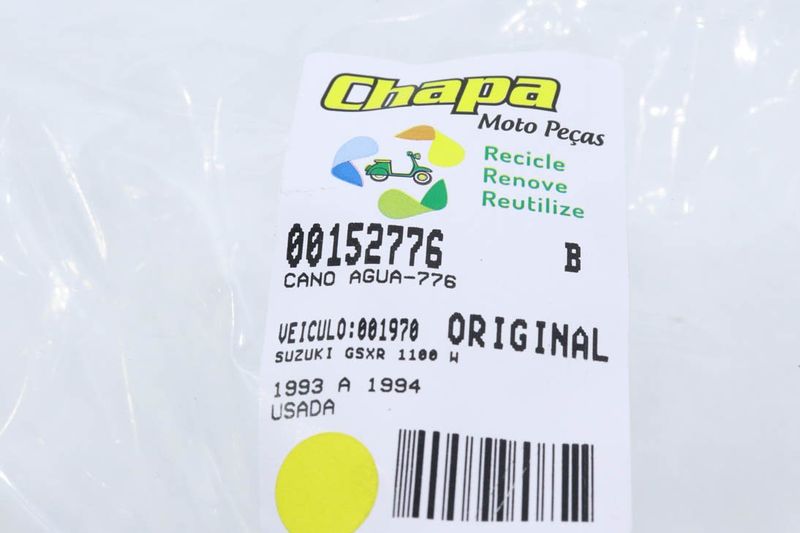 Chapa
Moto Peças
Recicle
Renove
Reutilize
00152776 B
CANO AGUA-776
VEICULO:001970 ORIGINAL
SUZUKI GSXR 1100 W
1993 A 1994
USADA